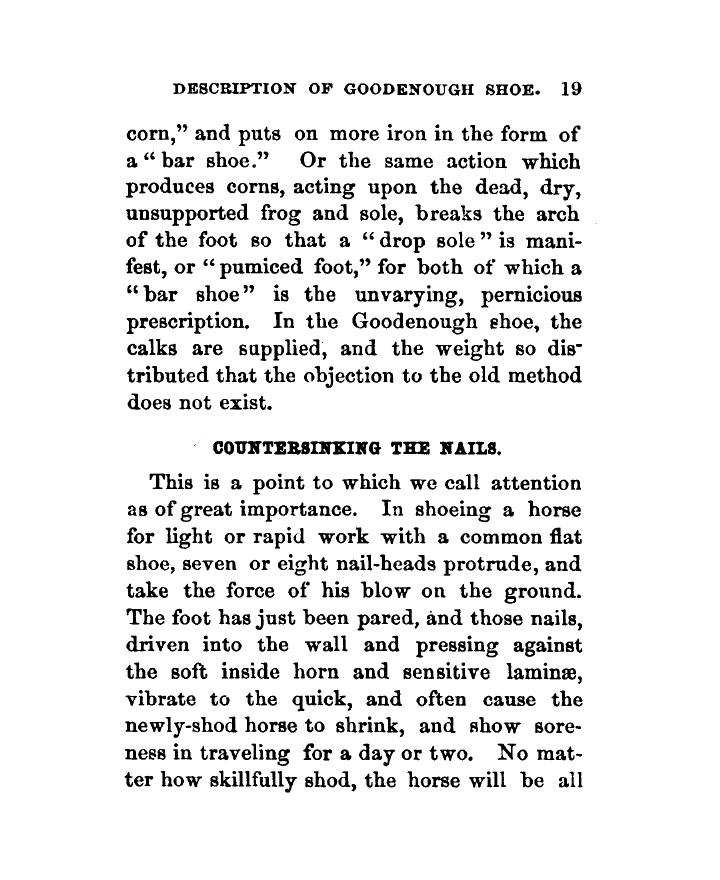 DESCRIPTION OF GOODENOUGH SHOE. 19
corn,” and puts on more iron in the form of
a “ bar shoe.” Or the same action which
produces corns, acting upon the dead, dry,
unsupported frog and sole, breaks the arch
of the foot so that a “ drop sole ” is mani-
fest, or “ pumiced foot,” for both of which a
“ bar shoe” is the unvarying, pernicious
prescription. In the Goodenough shoe, the
calks are supplied, and the weight so dis-
tributed that the objection to the old method
does not exist.
COUNTERSINKING THE NAILS.
This is a point to which we call attention
as of great importance. In shoeing a horse
for light or rapid work with a common flat
shoe, seven or eight nail-heads protrude, and
take the force of his blow on the ground.
The foot has just been pared, and those nails,
driven into the wall and pressing against
the soft inside horn and sensitive laminæ,
vibrate to the quick, and often cause the
newly-shod horse to shrink, and show sore-
ness in traveling for a day or two. No mat-
ter how skillfully shod, the horse will be all